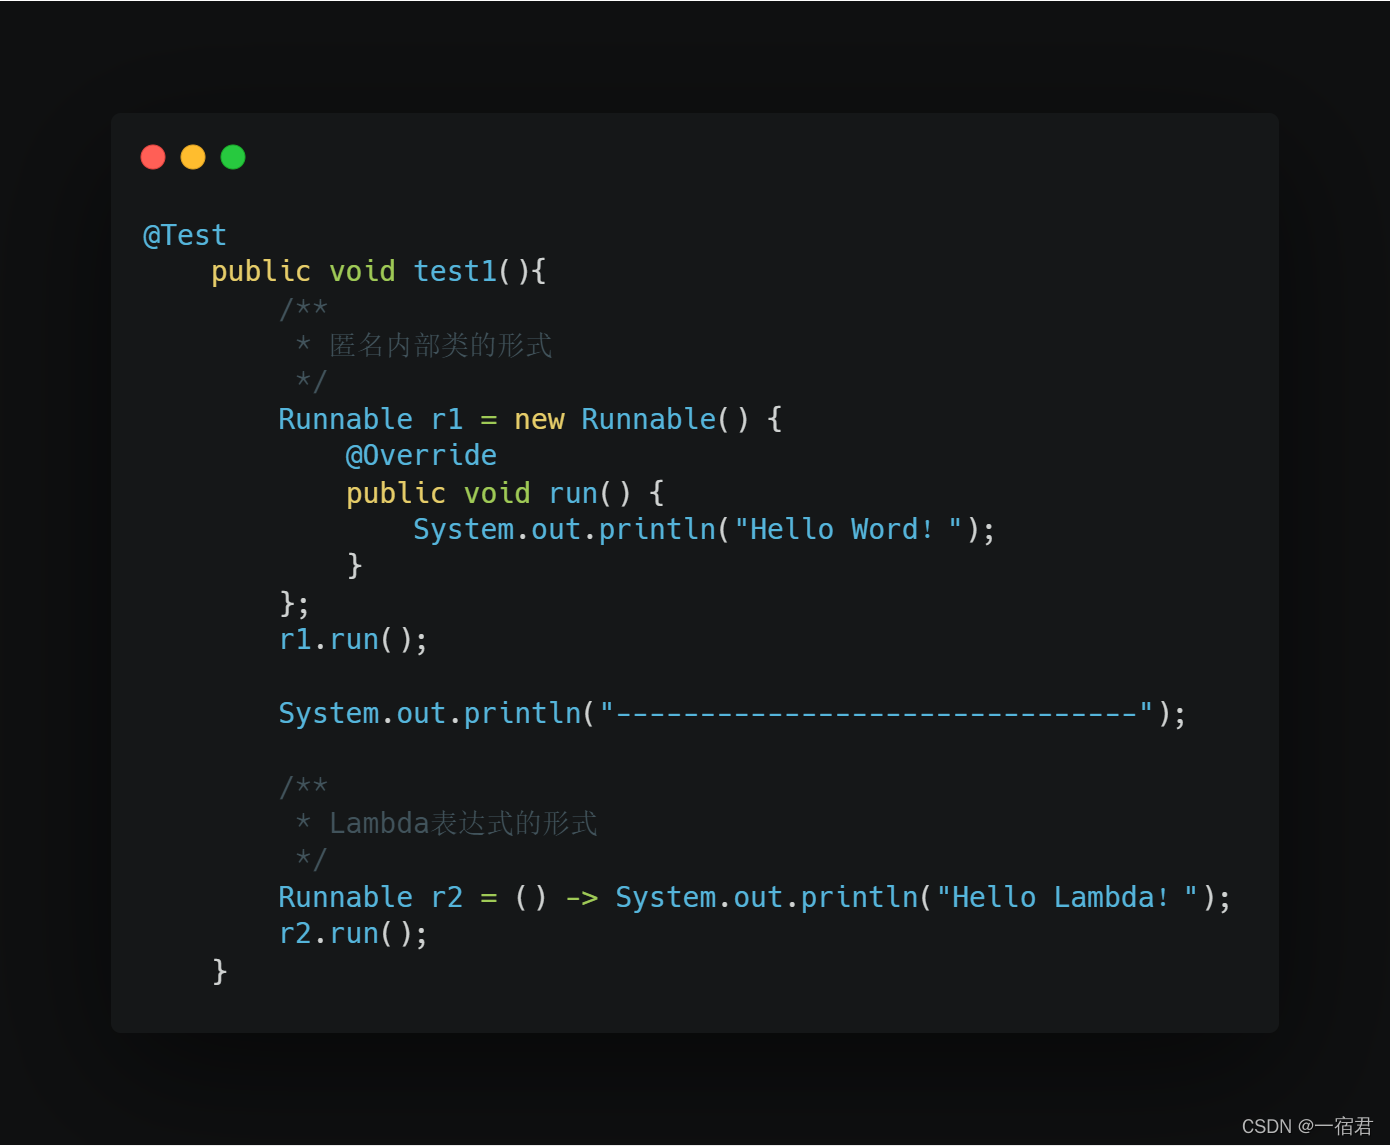 @Test
    public void test1(){
        /**
         * 匿名内部类的形式
         */
        Runnable r1 = new Runnable() {
            @Override
            public void run() {
                System.out.println("Hello Word！");
            }
        };
        r1.run();

        System.out.println("-------------------------------");

        /**
         * Lambda表达式的形式
         */
        Runnable r2 = () -> System.out.println("Hello Lambda！");
        r2.run();
    }
CSDN @一宿君